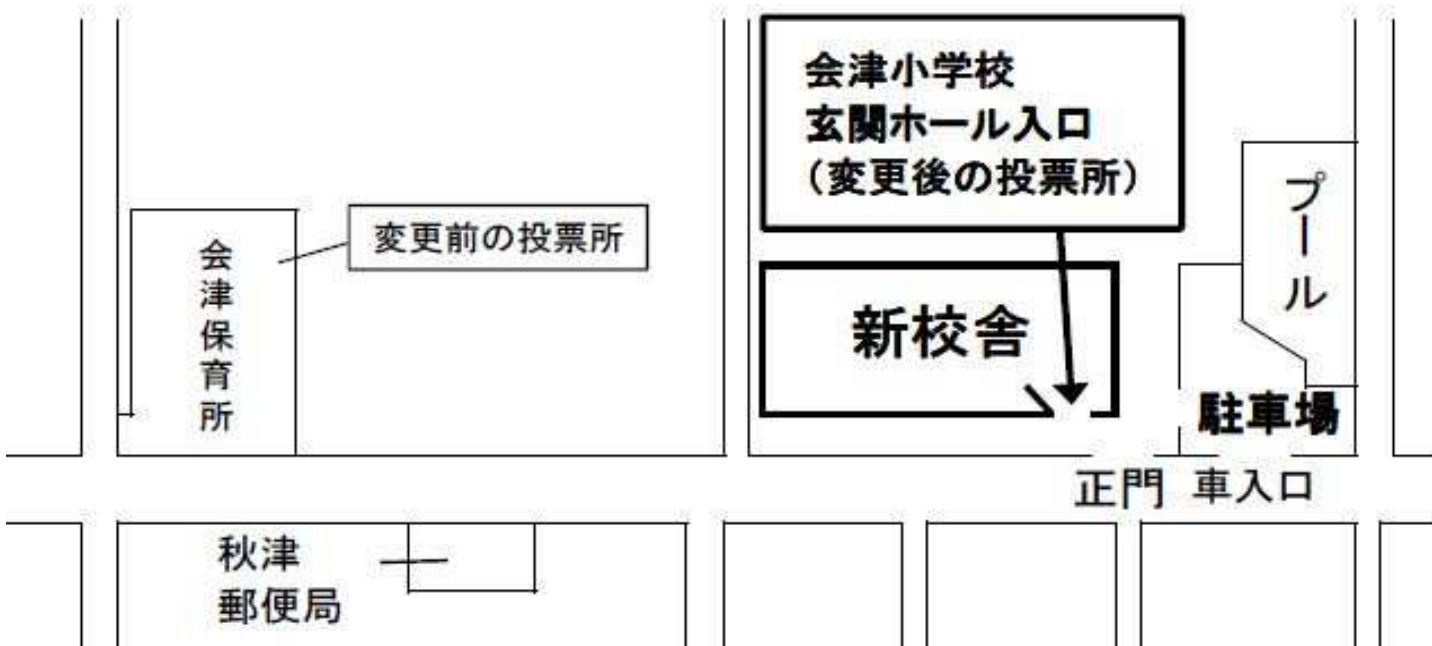 会津小学校
玄関ホール入口
(変更後の投票所)
変更前の投票所
会津保育所
新校舎
プール
駐車場
正門
車入口
秋津
郵便局